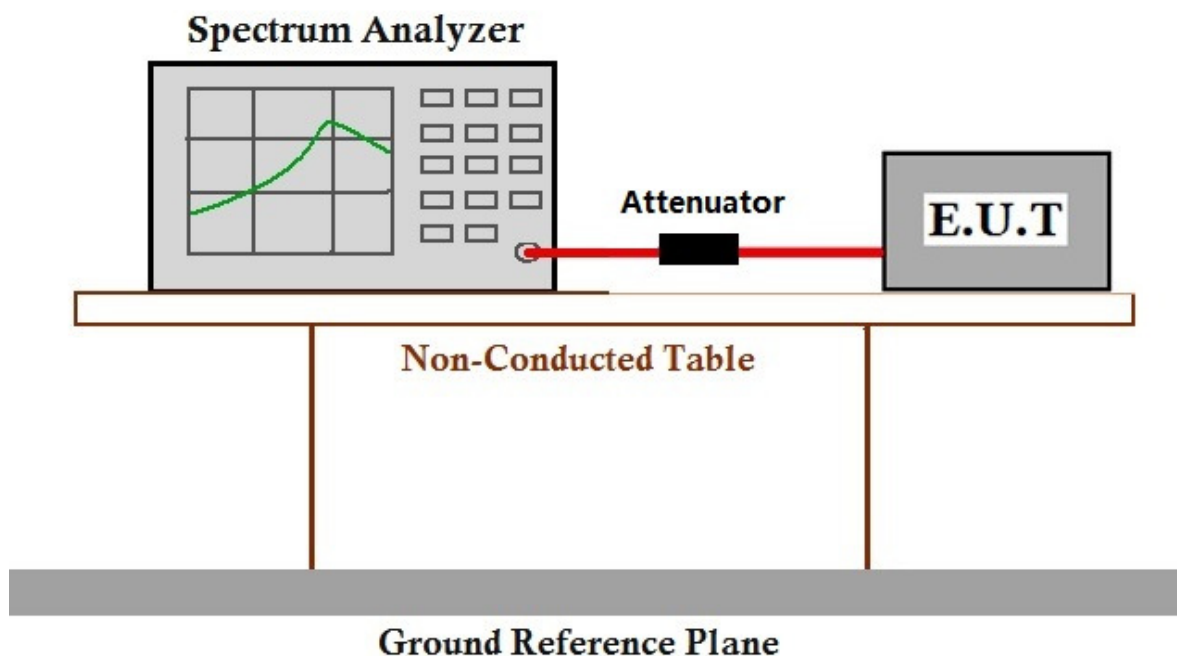 Spectrum Analyzer
Attenuator
E.U.T
Non-Conducted Table
Ground Reference Plane